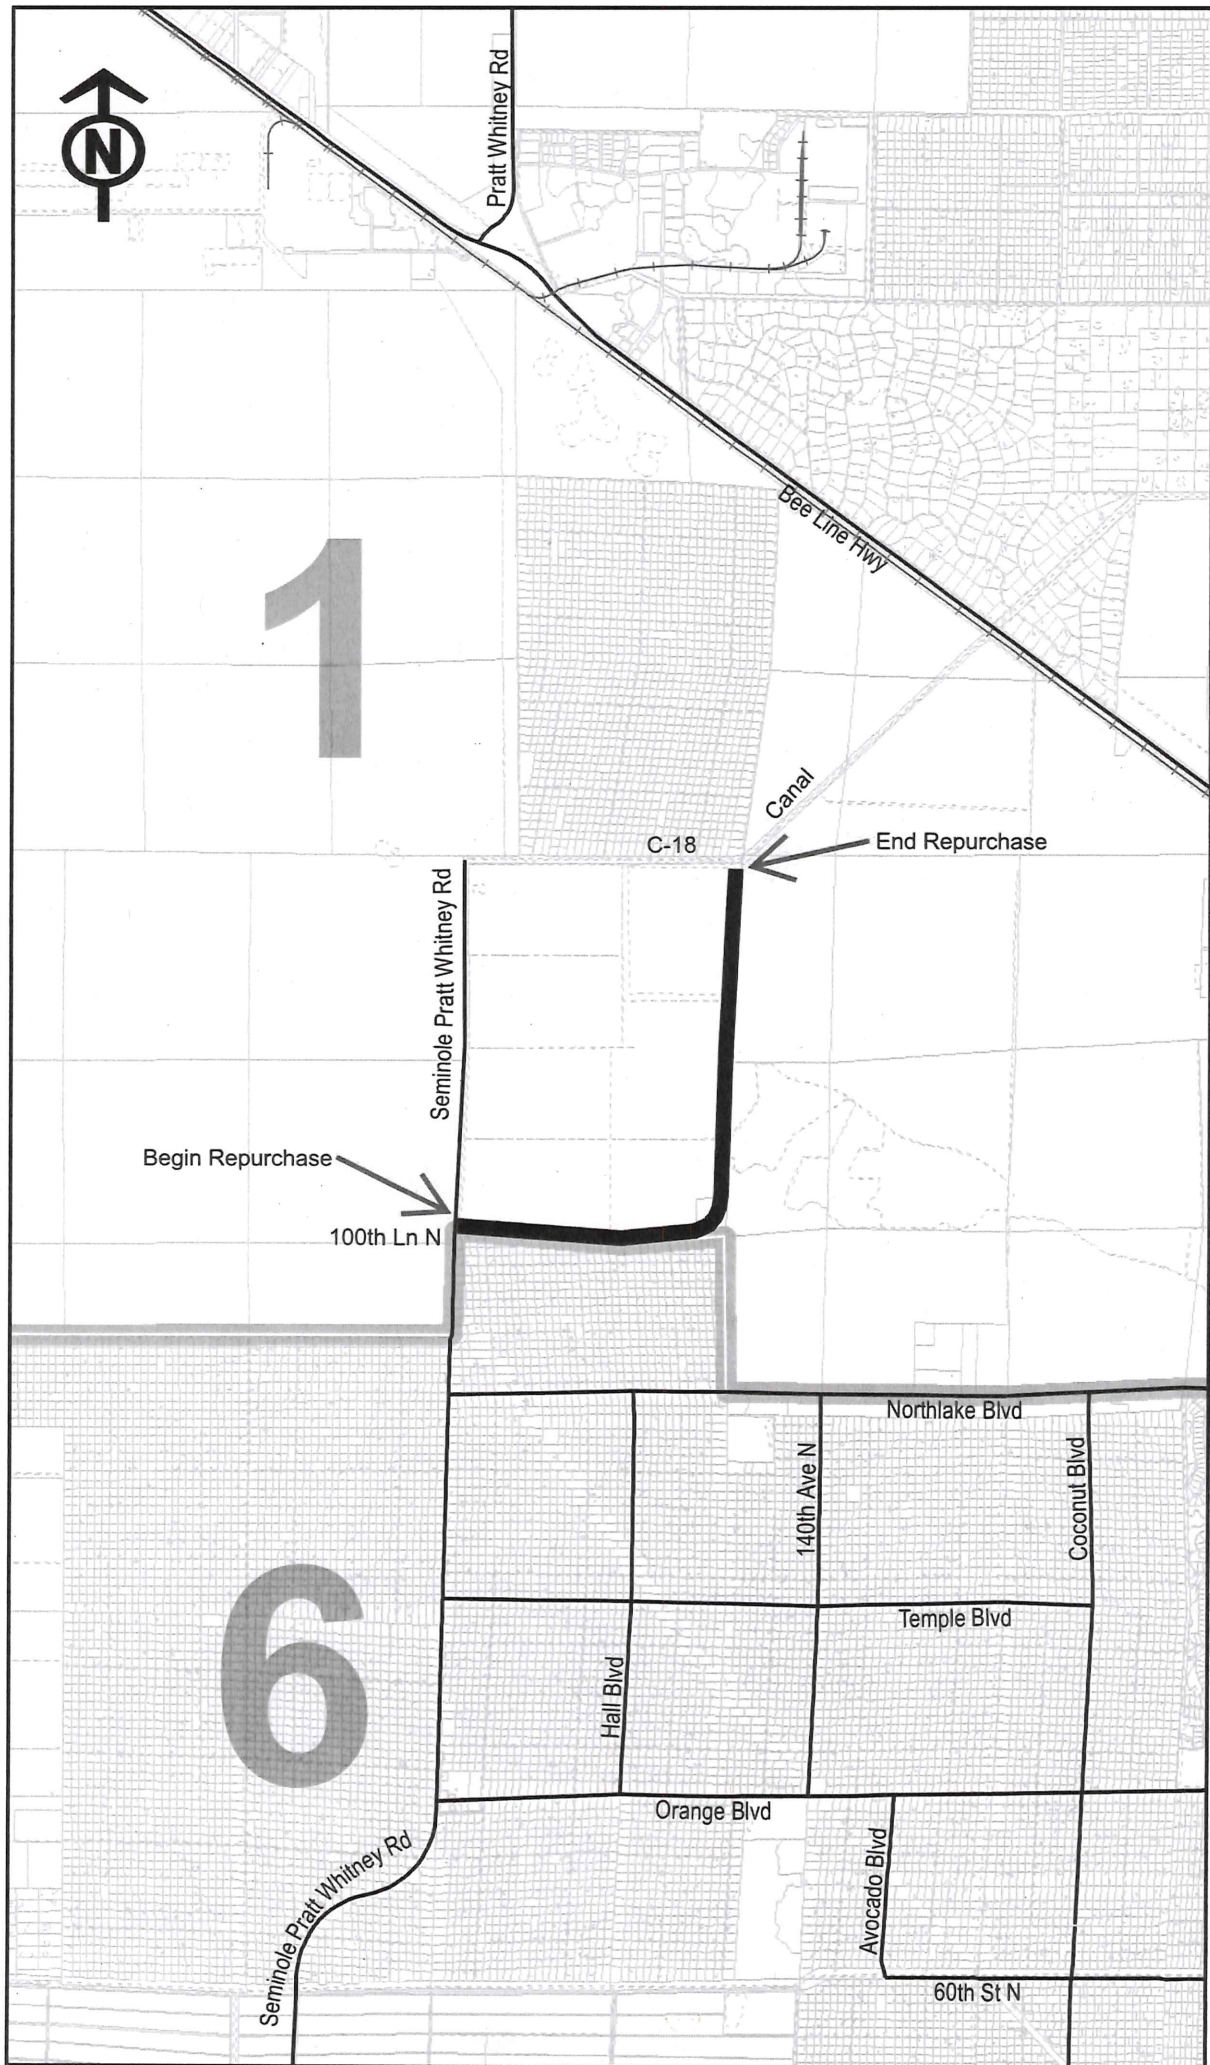 Pratt Whitney Rd
N
Bee Line Hwy
1
Canal
C-18
End Repurchase
Seminole Pratt Whitney Rd
Begin Repurchase
100th Ln N
Northlake Blvd
140th Ave N
Coconut Blvd
6
Temple Blvd
Hall Blvd
Orange Blvd
Seminole Pratt Whitney Rd
Avocado Blvd
60th St N